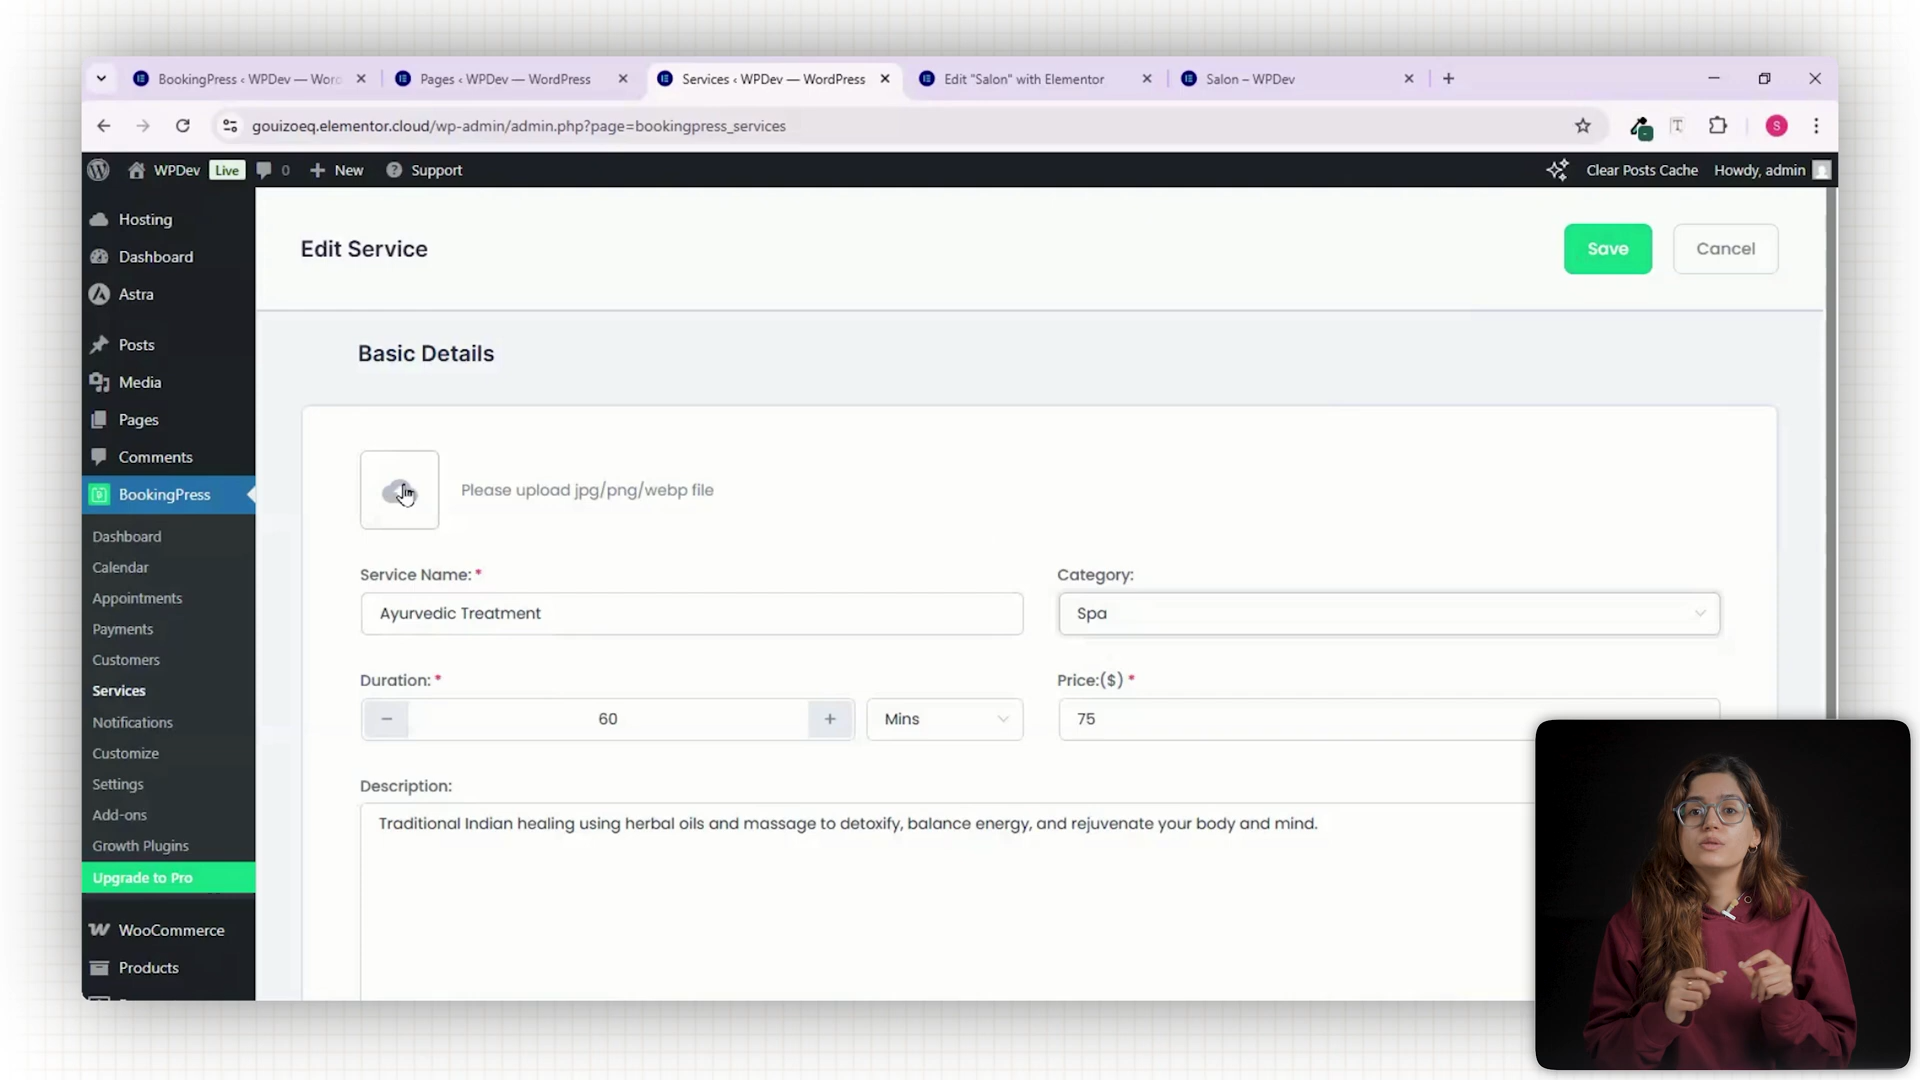 BookingPress ‹ WPDev — Wor
Pages ‹ WPDev — WordPress
Services ‹ WPDev — WordPress
Edit "Salon" with Elementor
Salon – WPDev
gouizoeq.elementor.cloud/wp-admin/admin.php?page=bookingpress_services
S
WPDev
Live
0
New
Support
Clear Posts Cache
Howdy, admin
Hosting
Dashboard
Astra
Posts
Media
Pages
Comments
BookingPress
Dashboard
Calendar
Appointments
Payments
Customers
Services
Notifications
Customize
Settings
Add-ons
Growth Plugins
Upgrade to Pro
WooCommerce
Products
Edit Service
Save
Cancel
Basic Details
Please upload jpg/png/webp file
Service Name: *
Ayurvedic Treatment
Category:
Spa
Duration: *
− 60 +
Mins
Price:($) *
75
Description:
Traditional Indian healing using herbal oils and massage to detoxify, balance energy, and rejuvenate your body and mind.